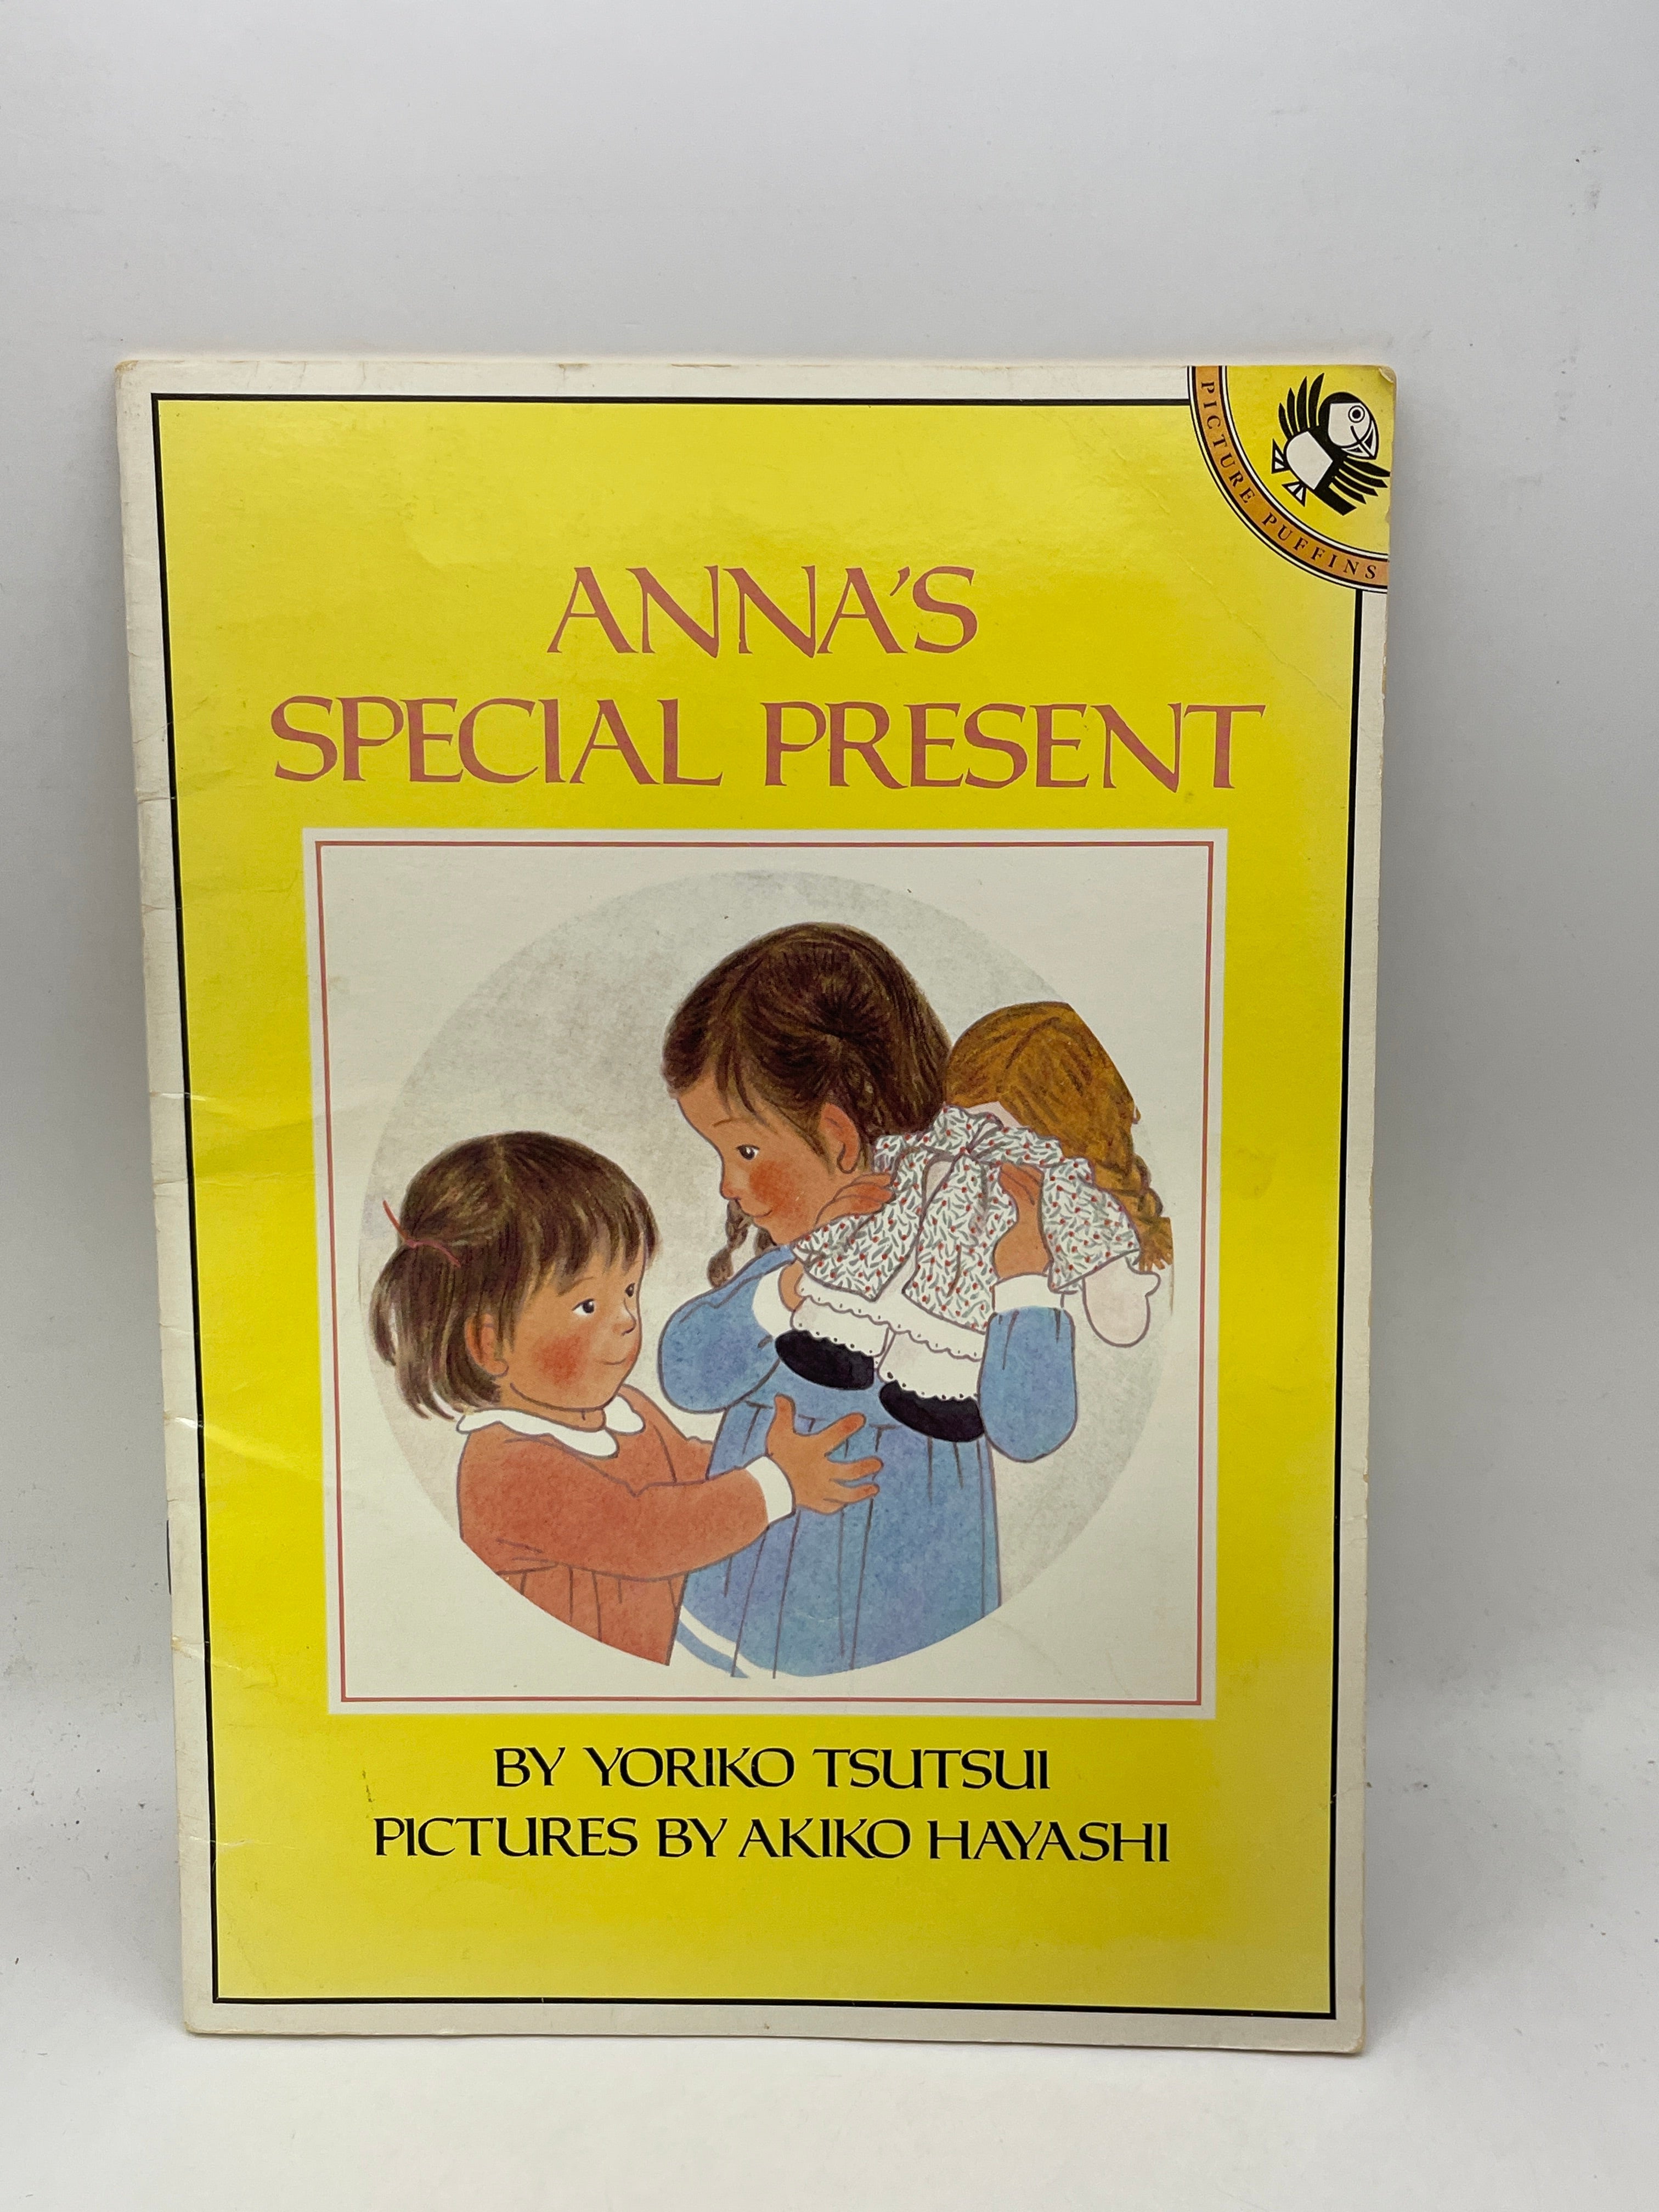 PICTURE PUFFINS
ANNA'S
SPECIAL PRESENT
BY YORIKO TSUTSUI
PICTURES BY AKIKO HAYASHI